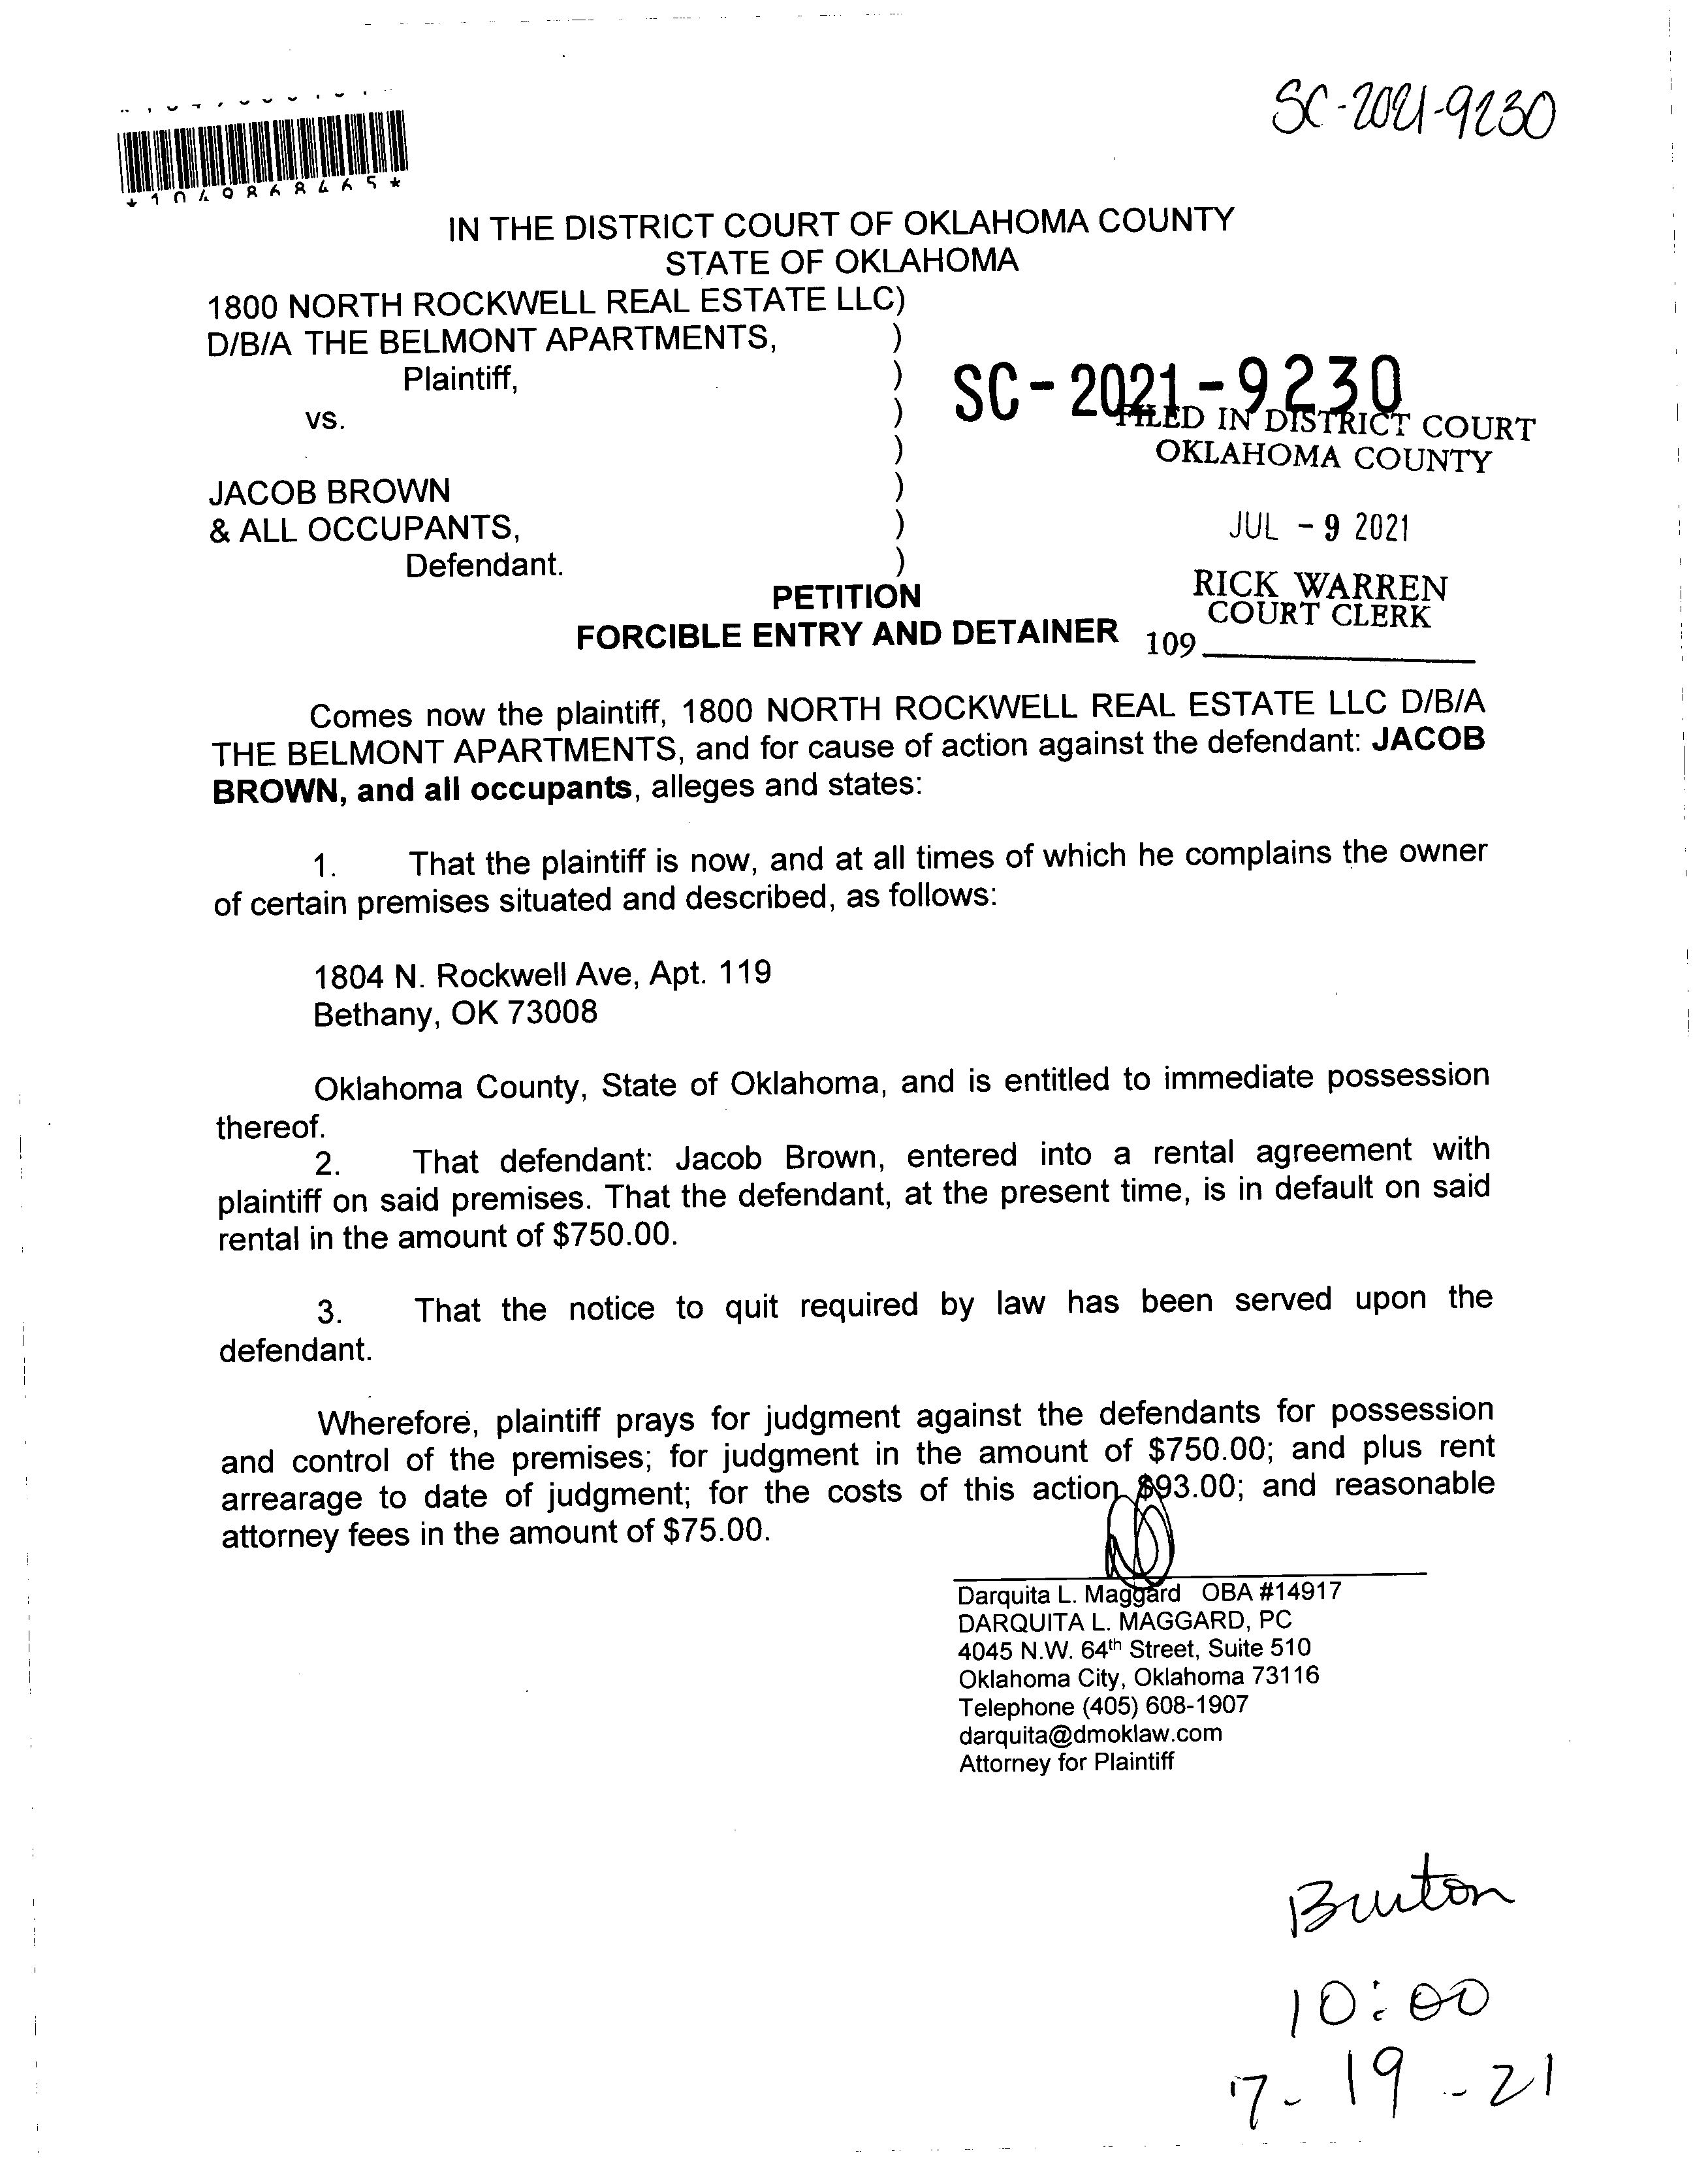 SC-2021-9230
*1049868465*
IN THE DISTRICT COURT OF OKLAHOMA COUNTY
STATE OF OKLAHOMA
1800 NORTH ROCKWELL REAL ESTATE LLC)
D/B/A THE BELMONT APARTMENTS, )
Plaintiff, )
vs. )
)
JACOB BROWN )
& ALL OCCUPANTS, )
Defendant. )
SC-2021-9230
FILED IN DISTRICT COURT
OKLAHOMA COUNTY
JUL - 9 2021
RICK WARREN
COURT CLERK
109
PETITION
FORCIBLE ENTRY AND DETAINER
Comes now the plaintiff, 1800 NORTH ROCKWELL REAL ESTATE LLC D/B/A
THE BELMONT APARTMENTS, and for cause of action against the defendant: JACOB
BROWN, and all occupants, alleges and states:
1. That the plaintiff is now, and at all times of which he complains the owner
of certain premises situated and described, as follows:
1804 N. Rockwell Ave, Apt. 119
Bethany, OK 73008
Oklahoma County, State of Oklahoma, and is entitled to immediate possession
thereof.
2. That defendant: Jacob Brown, entered into a rental agreement with
plaintiff on said premises. That the defendant, at the present time, is in default on said
rental in the amount of $750.00.
3. That the notice to quit required by law has been served upon the
defendant.
Wherefore, plaintiff prays for judgment against the defendants for possession
and control of the premises; for judgment in the amount of $750.00; and plus rent
arrearage to date of judgment; for the costs of this action $93.00; and reasonable
attorney fees in the amount of $75.00.
Darquita L. Maggard OBA #14917
DARQUITA L. MAGGARD, PC
4045 N.W. 64th Street, Suite 510
Oklahoma City, Oklahoma 73116
Telephone (405) 608-1907
darquita@dmoklaw.com
Attorney for Plaintiff
Burton
10:00
7-19-21